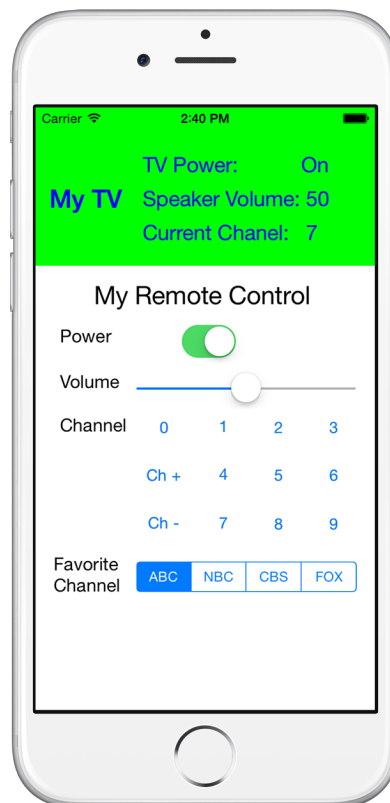 Carrier 2:40 PM
TV Power: On
My TV Speaker Volume: 50
Current Chanel: 7
My Remote Control
Power
Volume
Channel 0 1 2 3
Ch + 4 5 6
Ch - 7 8 9
Favorite Channel ABC NBC CBS FOX